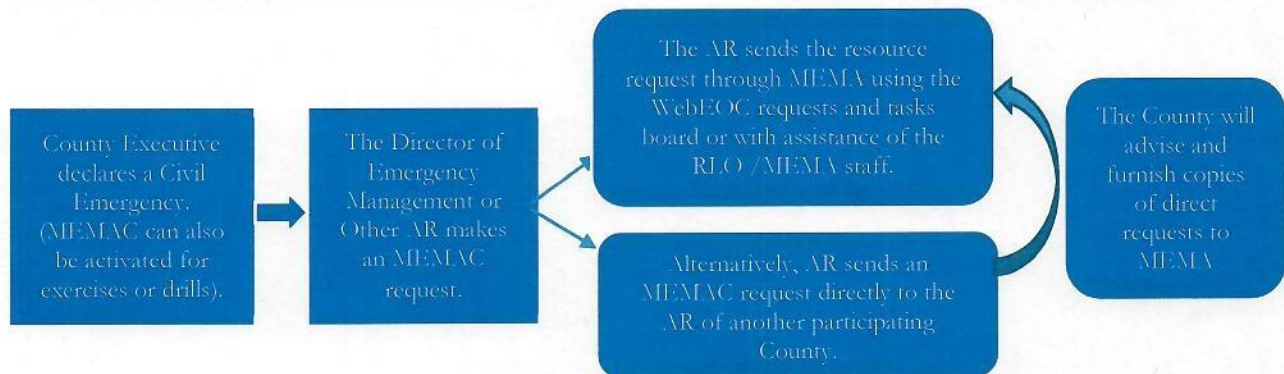 County Executive
declares a Civil
Emergency.
(MEMAC can also
be activated for
exercises or drills).
The Director of
Emergency
Management or
Other AR makes
an MEMAC
request.
The AR sends the resource
request through MEMA using the
WebEOC requests and tasks
board or with assistance of the
RLO /MEMA staff.
Alternatively, AR sends an
MEMAC request directly to the
AR of another participating
County.
The County will
advise and
furnish copies
of direct
requests to
MEMA